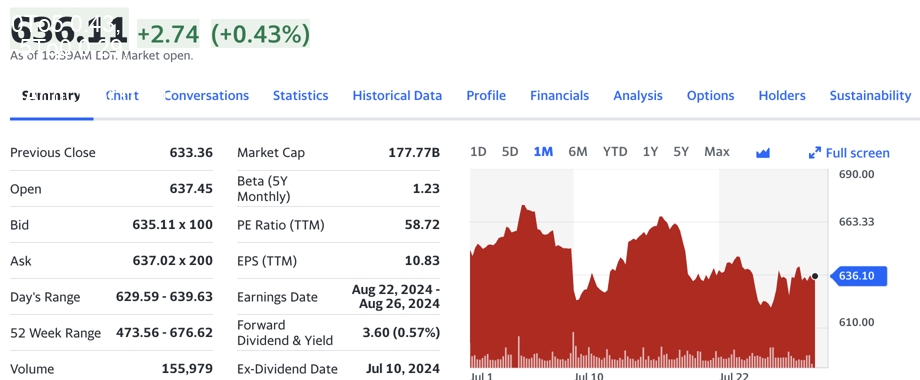 636.11 +2.74 (+0.43%)
As of 10:39AM EDT. Market open.
Summary Chart Conversations Statistics Historical Data Profile Financials Analysis Options Holders Sustainability
Previous Close 633.36
Open 637.45
Bid 635.11 x 100
Ask 637.02 x 200
Day's Range 629.59 - 639.63
52 Week Range 473.56 - 676.62
Volume 155,979
Market Cap 177.77B
Beta (5Y
Monthly) 1.23
PE Ratio (TTM) 58.72
EPS (TTM) 10.83
Earnings Date Aug 22, 2024 -
Aug 26, 2024
Forward
Dividend & Yield 3.60 (0.57%)
Ex-Dividend Date Jul 10, 2024
1D 5D 1M 6M YTD 1Y 5Y Max Full screen
690.00
663.33
636.10
610.00
Jul 1 Jul 10 Jul 22